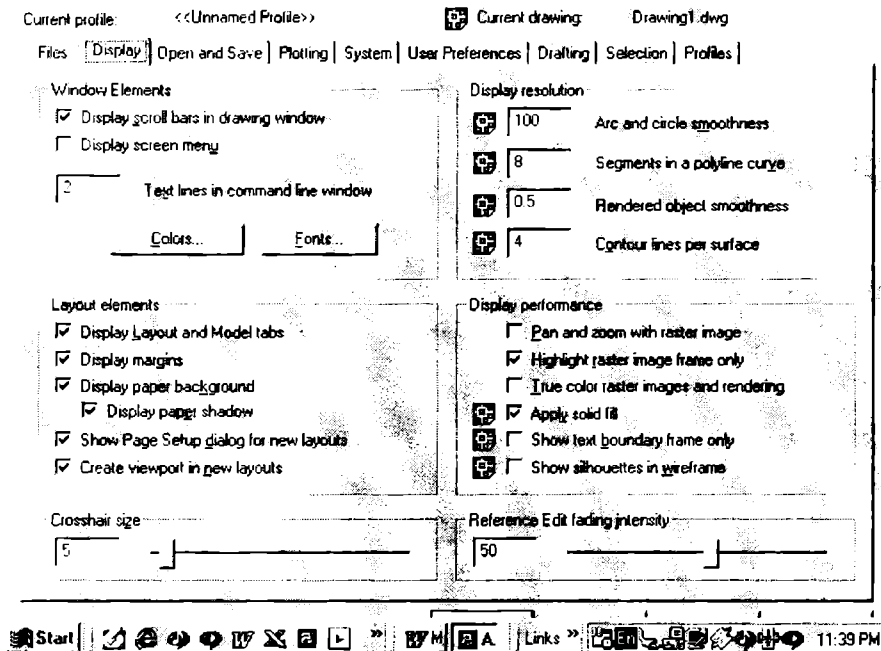 Current profile: <<Unnamed Profile>> Current drawing: Drawing1.dwg
Files Display Open and Save Plotting System User Preferences Drafting Selection Profiles
Window Elements
Display scroll bars in drawing window
Display screen menu
2 Text lines in command line window
Colors... Fonts...
Display resolution
100 Arc and circle smoothness
8 Segments in a polyline curve
0.5 Rendered object smoothness
4 Contour lines per surface
Layout elements
Display Layout and Model tabs
Display margins
Display paper background
Display paper shadow
Show Page Setup dialog for new layouts
Create viewport in new layouts
Display performance
Pan and zoom with raster image
Highlight raster image frame only
True color raster images and rendering
Apply solid fill
Show text boundary frame only
Show silhouettes in wireframe
Crosshair size
5
Reference Edit fading intensity
50
Start » M A Links » En 11:39 PM